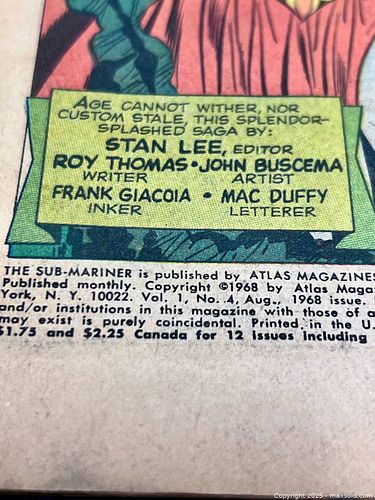 AGE CANNOT WITHER, NOR
CUSTOM STALE, THIS SPLENDOR-
SPLASHED SAGA BY:
STAN LEE, EDITOR
ROY THOMAS • JOHN BUSCEMA
WRITER ARTIST
FRANK GIACOIA • MAC DUFFY
INKER LETTERER
THE SUB-MARINER is published by ATLAS MAGAZINES
Published monthly. Copyright ©1968 by Atlas Maga
York, N. Y. 10022. Vol. 1, No. 4, Aug., 1968 issue.
and/or institutions in this magazine with those of a
may exist is purely coincidental. Printed in the U.
$1.75 and $2.25 Canada for 12 issues including
Copyright 2025 - maxsold.com